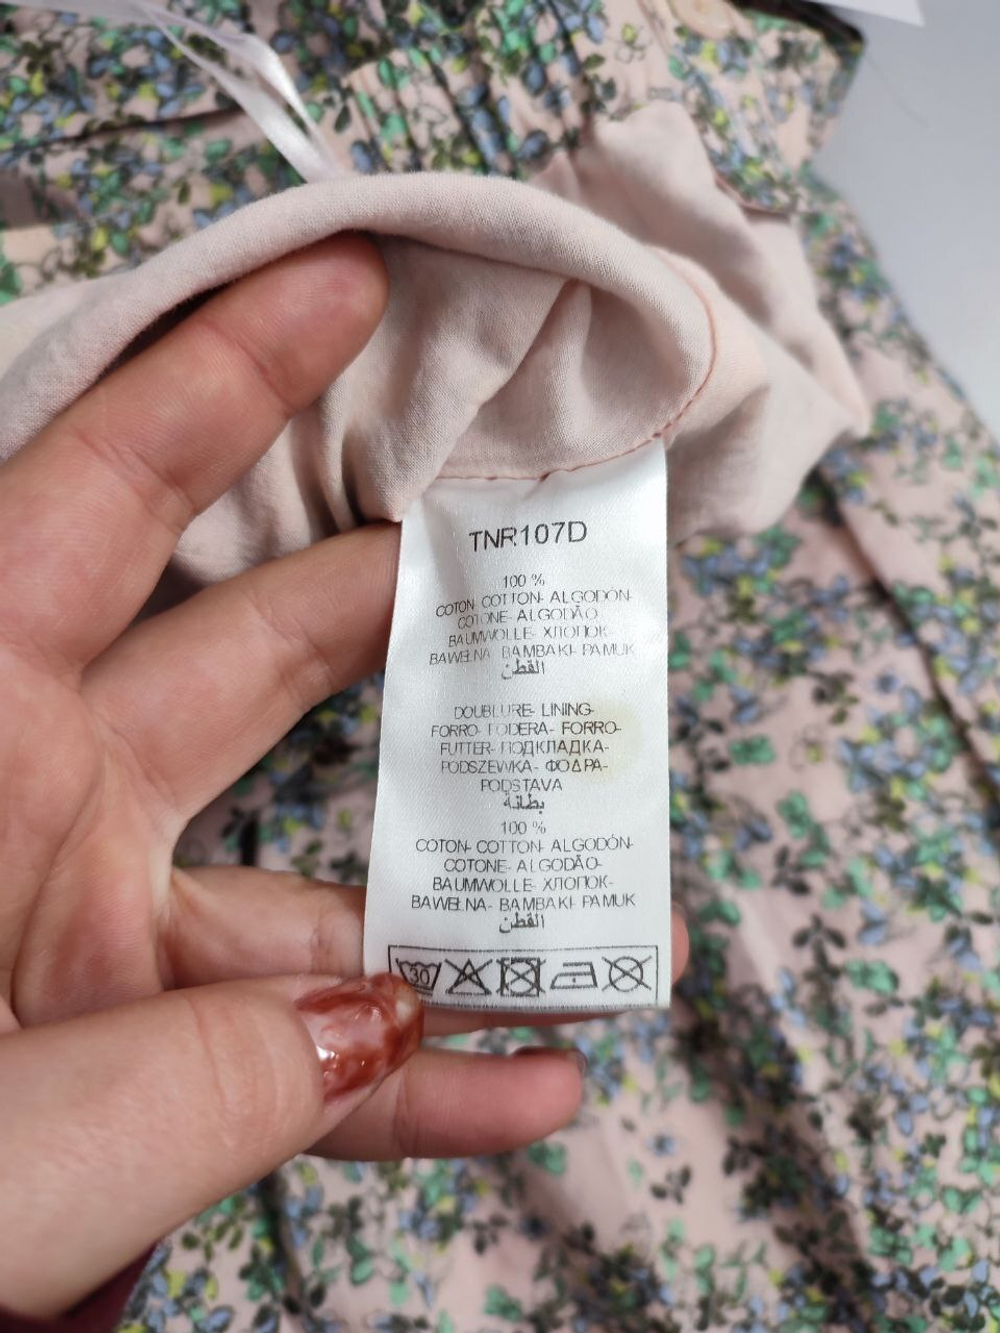 TNR107D
100 %
COTON- COTTON- ALGODÓN-
COTONE- ALGODÃO
BAUMWOLLE- ХЛОПОК-
BAWEŁNA BAMBAKI- PAMUK
القطن
DOUBLURE- LINING-
FORRO- FODERA- FORRO-
FUTTER- ПОДКЛАДКА-
PODSZEWKA- ΦΟΔΡΑ-
PODSTAVA
بطانة
100 %
COTON- COTTON- ALGODÓN-
COTONE- ALGODÃO-
BAUMWOLLE- ХЛОПОК-
BAWEŁNA- BAMBAKI- PAMUK
القطن
30